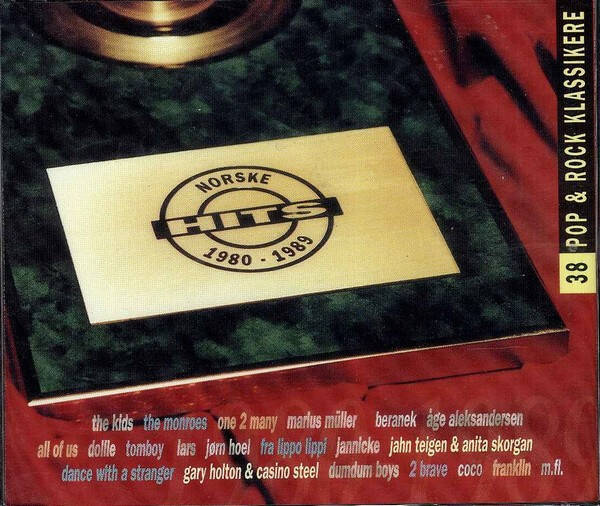 NORSKE
HITS
1980 - 1989
38 POP & ROCK KLASSIKERE
the kids the monroes one 2 many marius müller beranek åge aleksandersen
all of us dollie tomboy lars jørn hoel fra lippo lippi jannicke jahn teigen & anita skorgan
dance with a stranger gary holton & casino steel dumdum boys 2 brave coco franklin m.fl.